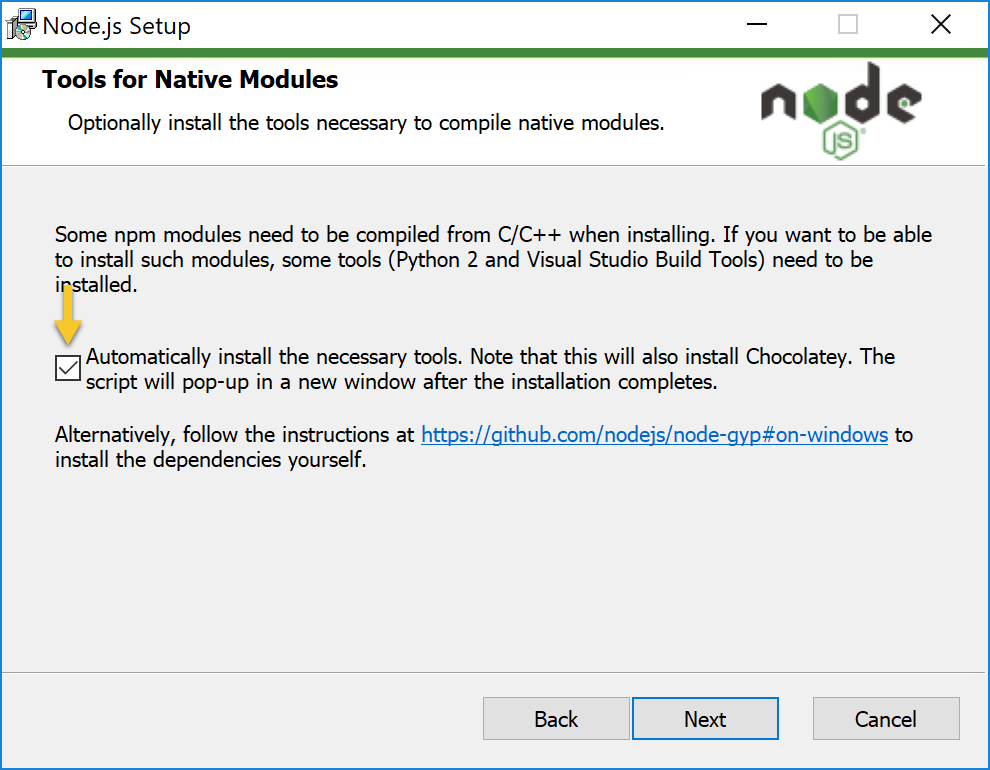 Node.js Setup
Tools for Native Modules
Optionally install the tools necessary to compile native modules.
node
JS
Some npm modules need to be compiled from C/C++ when installing. If you want to be able
to install such modules, some tools (Python 2 and Visual Studio Build Tools) need to be
installed.
Automatically install the necessary tools. Note that this will also install Chocolatey. The
script will pop-up in a new window after the installation completes.
Alternatively, follow the instructions at https://github.com/nodejs/node-gyp#on-windows to
install the dependencies yourself.
Back
Next
Cancel